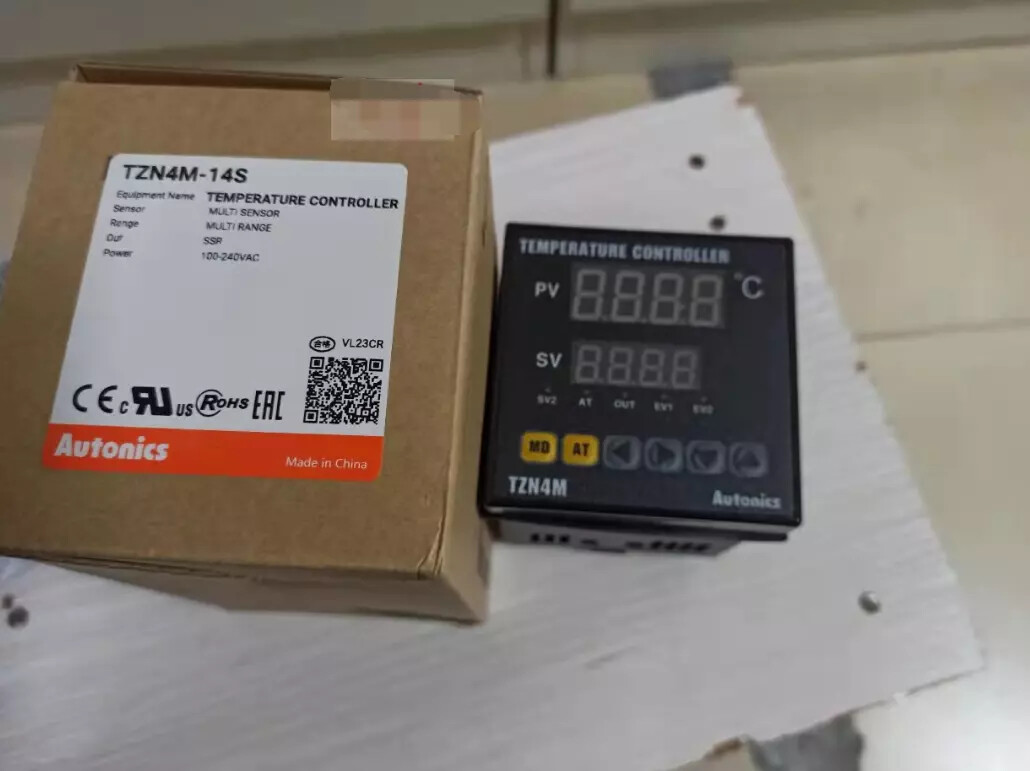 TZN4M-14S
Equipment Name TEMPERATURE CONTROLLER
Sensor MULTI SENSOR
Range MULTI RANGE
Out SSR
Power 100-240VAC
合格 VL23CR
CE c RU US RoHS EAC
Autonics
Made in China
TEMPERATURE CONTROLLER
PV 8.8.8.8 °C
SV 8.8.8.8
SV2 AT OUT EV1 EV2
MD AT
TZN4M
Autonics